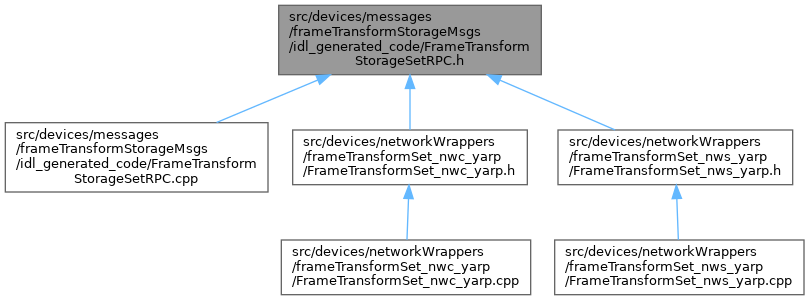 src/devices/messages
/frameTransformStorageMsgs
/idl_generated_code/FrameTransform
StorageSetRPC.h
src/devices/messages
/frameTransformStorageMsgs
/idl_generated_code/FrameTransform
StorageSetRPC.cpp
src/devices/networkWrappers
/frameTransformSet_nwc_yarp
/FrameTransformSet_nwc_yarp.h
src/devices/networkWrappers
/frameTransformSet_nws_yarp
/FrameTransformSet_nws_yarp.h
src/devices/networkWrappers
/frameTransformSet_nwc_yarp
/FrameTransformSet_nwc_yarp.cpp
src/devices/networkWrappers
/frameTransformSet_nws_yarp
/FrameTransformSet_nws_yarp.cpp